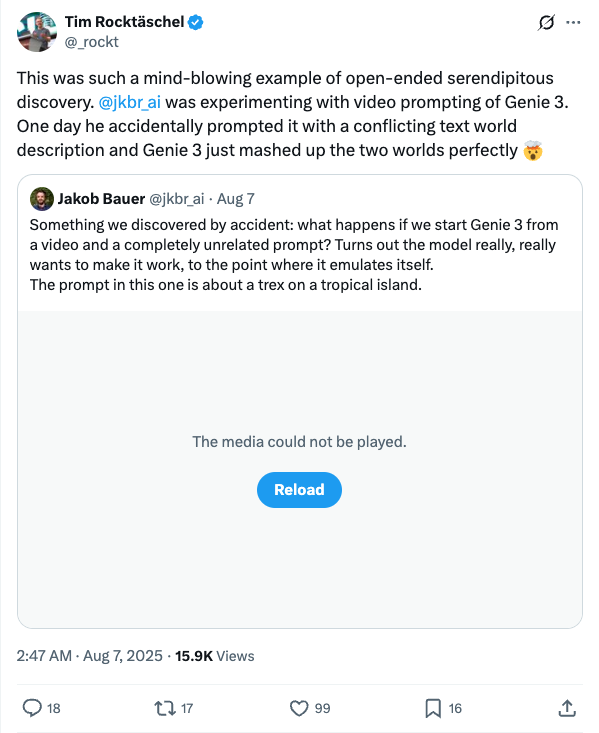 Tim Rocktäschel
@_rockt
This was such a mind-blowing example of open-ended serendipitous
discovery. @jkbr_ai was experimenting with video prompting of Genie 3.
One day he accidentally prompted it with a conflicting text world
description and Genie 3 just mashed up the two worlds perfectly 🤯
Jakob Bauer @jkbr_ai · Aug 7
Something we discovered by accident: what happens if we start Genie 3 from
a video and a completely unrelated prompt? Turns out the model really, really
wants to make it work, to the point where it emulates itself.
The prompt in this one is about a trex on a tropical island.
The media could not be played.
Reload
2:47 AM · Aug 7, 2025 · 15.9K Views
18 17 99 16